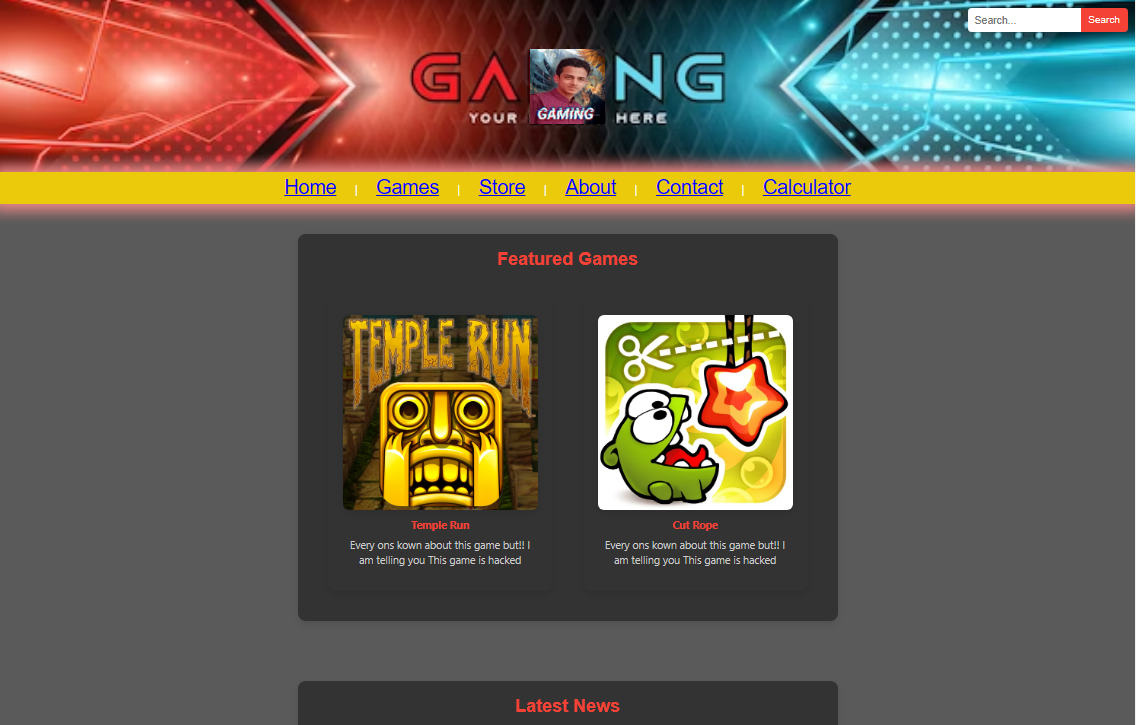 Search...
Search
GA NG
GAMING
YOUR HERE
Home | Games | Store | About | Contact | Calculator
Featured Games
TEMPLE RUN
Temple Run
Every ons kown about this game but!! I
am telling you This game is hacked
Cut Rope
Every ons kown about this game but!! I
am telling you This game is hacked
Latest News